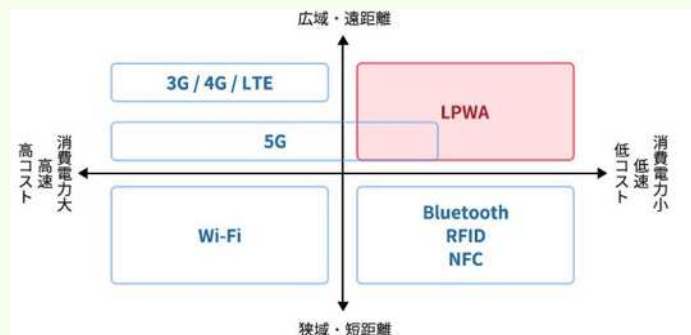 広域・遠距離
3G / 4G / LTE
LPWA
5G
消費電力大
高速
高コスト
消費電力小
低速
低コスト
Wi-Fi
Bluetooth
RFID
NFC
狭域・短距離